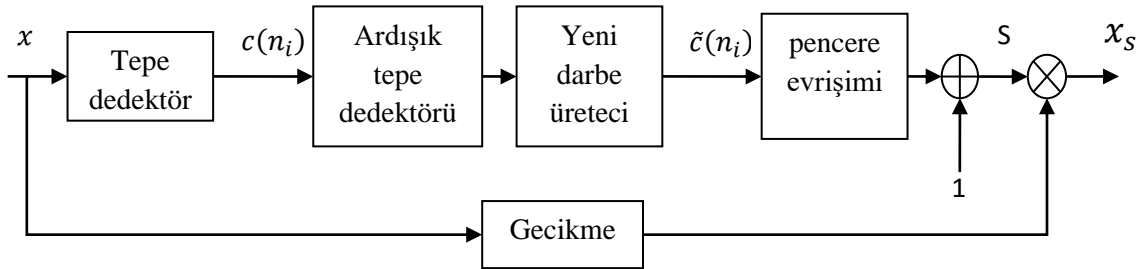 x
Tepe
dedektör
c(nᵢ)
Ardışık
tepe
dedektörü
Yeni
darbe
üreteci
c̃(nᵢ)
pencere
evrişimi
S
xₛ
1
Gecikme